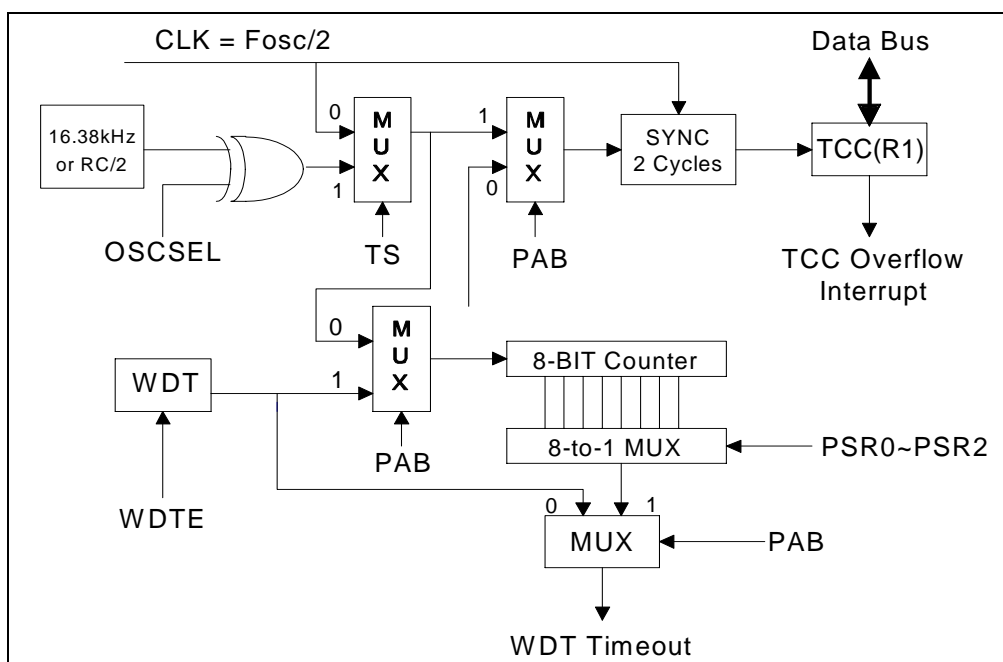 CLK = Fosc/2
Data Bus
16.38kHz
or RC/2
0
1
M
U
X
1
0
M
U
X
SYNC
2 Cycles
TCC(R1)
OSCSEL
TS
PAB
TCC Overflow
Interrupt
0
1
M
U
X
WDT
8-BIT Counter
PAB
8-to-1 MUX
PSR0~PSR2
WDTE
0
1
MUX
PAB
WDT Timeout